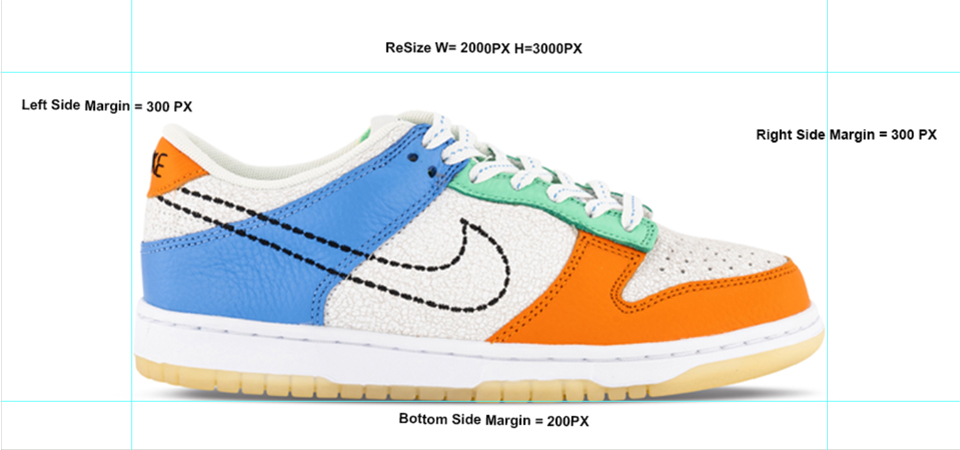 ReSize W= 2000PX H=3000PX
Left Side Margin = 300 PX
Right Side Margin = 300 PX
Bottom Side Margin = 200PX